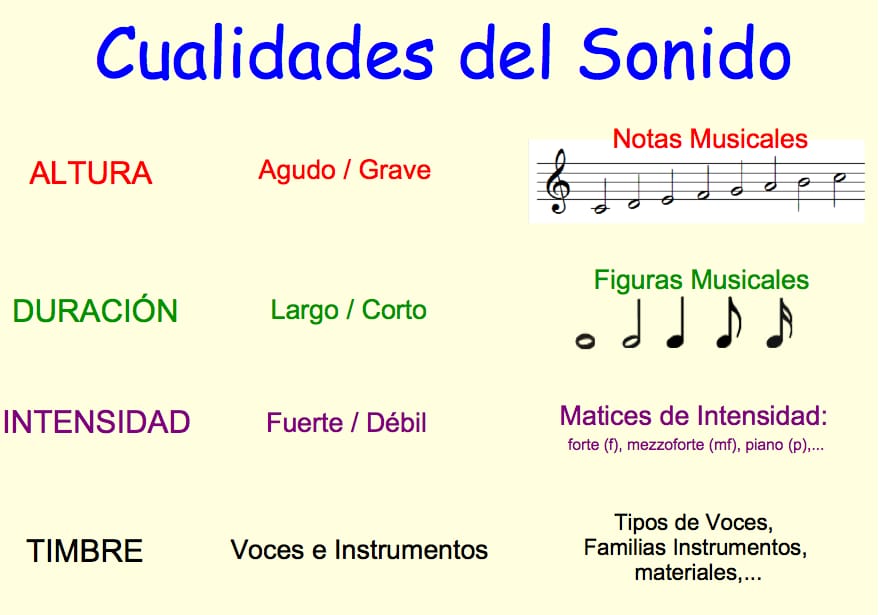 Cualidades del Sonido
Notas Musicales
ALTURA
Agudo / Grave
Figuras Musicales
DURACIÓN
Largo / Corto
INTENSIDAD
Fuerte / Débil
Matices de Intensidad:
forte (f), mezzoforte (mf), piano (p),...
TIMBRE
Voces e Instrumentos
Tipos de Voces,
Familias Instrumentos,
materiales,...